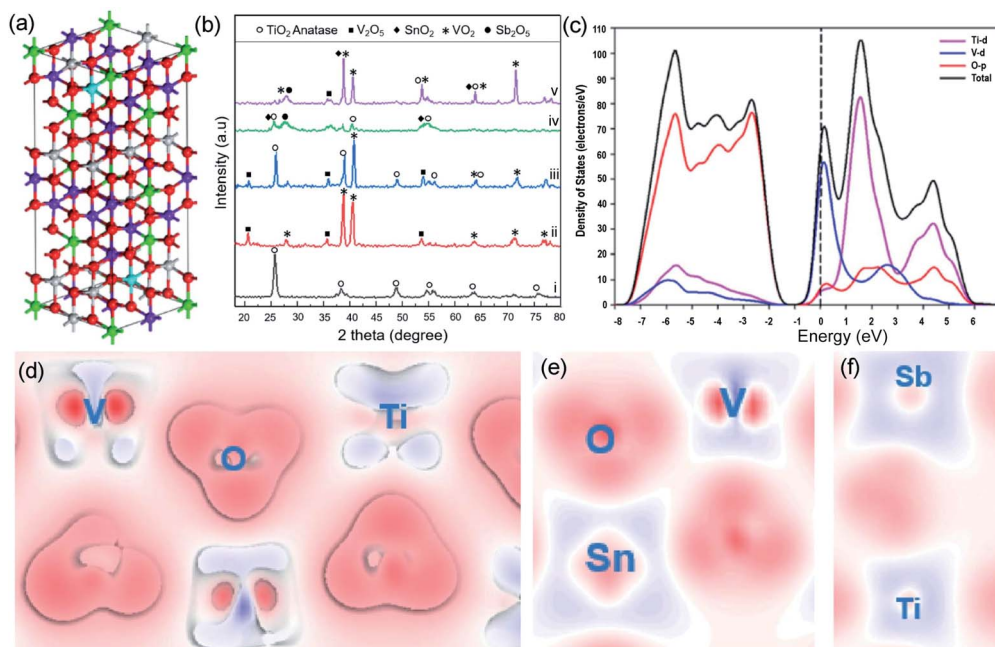 (a)
(b)
○ TiO2 Anatase ■ V2O5 ♦ SnO2 * VO2 ● Sb2O5
Intensity (a.u)
v
iv
iii
ii
i
20 25 30 35 40 45 50 55 60 65 70 75 80
2 theta (degree)
(c)
Density of States (electrons/eV)
110
100
90
80
70
60
50
40
30
20
10
0
Ti-d
V-d
O-p
Total
-8 -7 -6 -5 -4 -3 -2 -1 0 1 2 3 4 5 6
Energy (eV)
(d)
V
O
Ti
(e)
O
V
Sn
(f)
Sb
Ti